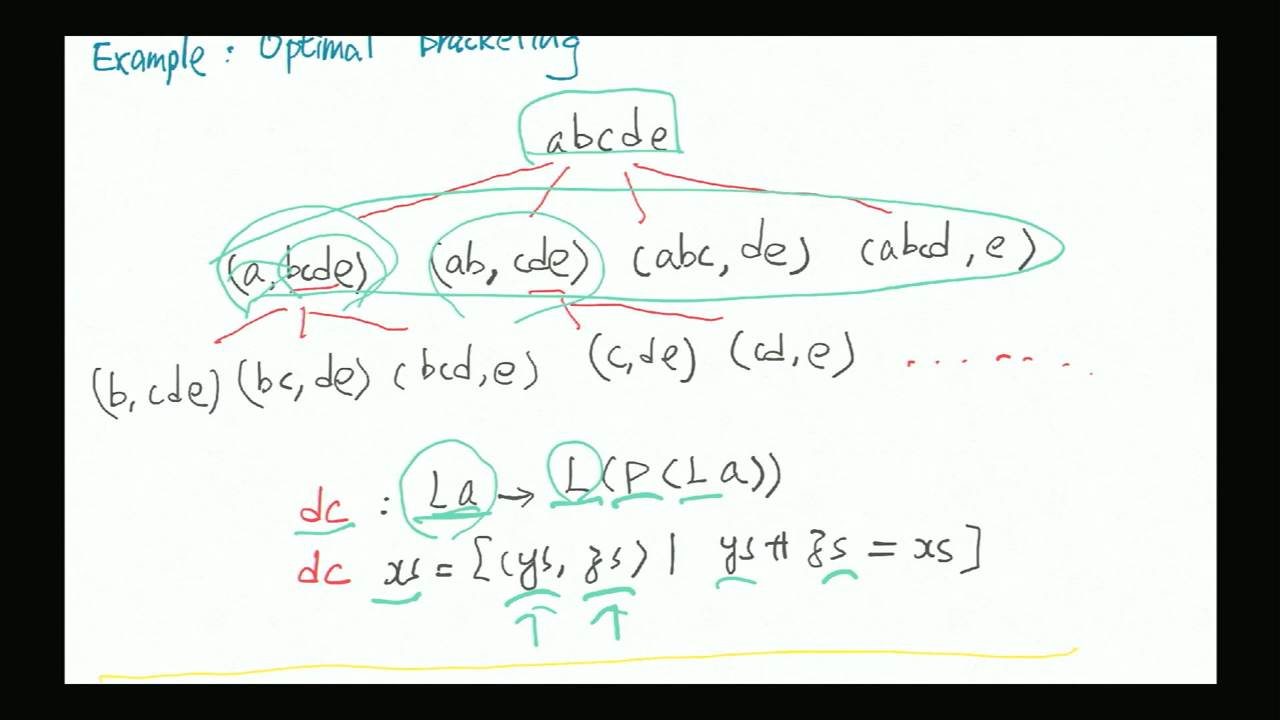 Example: Optimal bracketing
abcde
(a, bcde) (ab, cde) (abc, de) (abcd, e)
(b, cde) (bc, de) (bcd, e) (c, de) (cd, e) ........
dc : L a → L (P (L a))
dc xs = [(ys, zs) | ys ++ zs = xs]